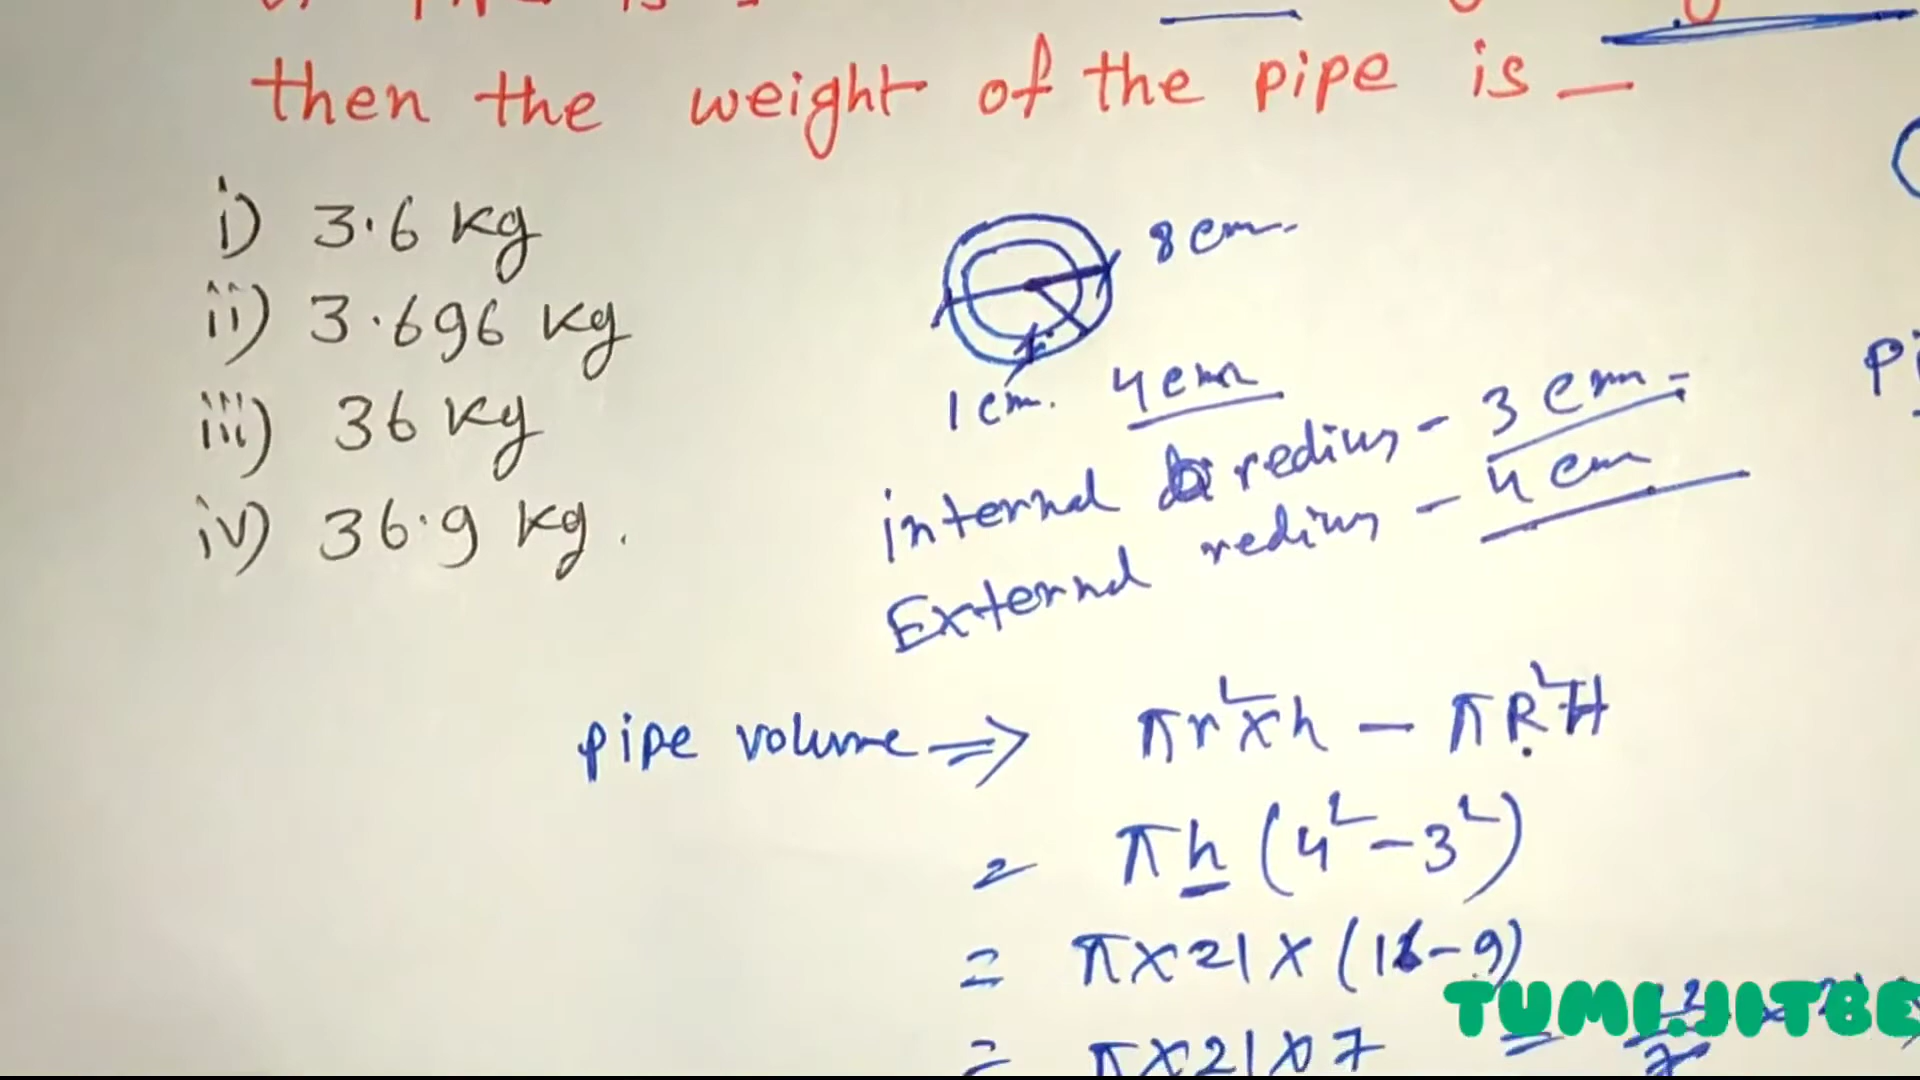 then the weight of the pipe is —
i) 3.6 kg
ii) 3.696 kg
iii) 36 kg
iv) 36.9 kg.
8 cm.
1 cm.
4 cm
internal redius - 3 cm -
External redius - 4 cm
pipe volume ⇒ πr²×h - πR²H
= πh (4²-3²)
= π×21×(16-9)
= π×21×7
TUMI.JITBE